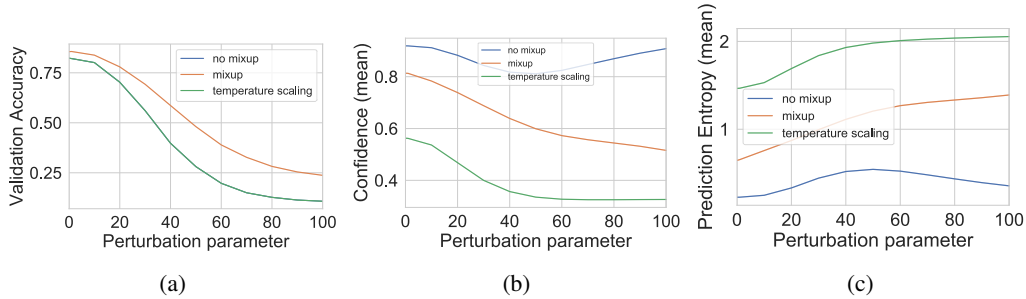 Validation Accuracy
0.75
0.50
0.25
no mixup
mixup
temperature scaling
0 20 40 60 80 100
Perturbation parameter
(a)
Confidence (mean)
0.8
0.6
0.4
no mixup
mixup
temperature scaling
0 20 40 60 80 100
Perturbation parameter
(b)
Prediction Entropy (mean)
2
1
no mixup
mixup
temperature scaling
0 20 40 60 80 100
Perturbation parameter
(c)